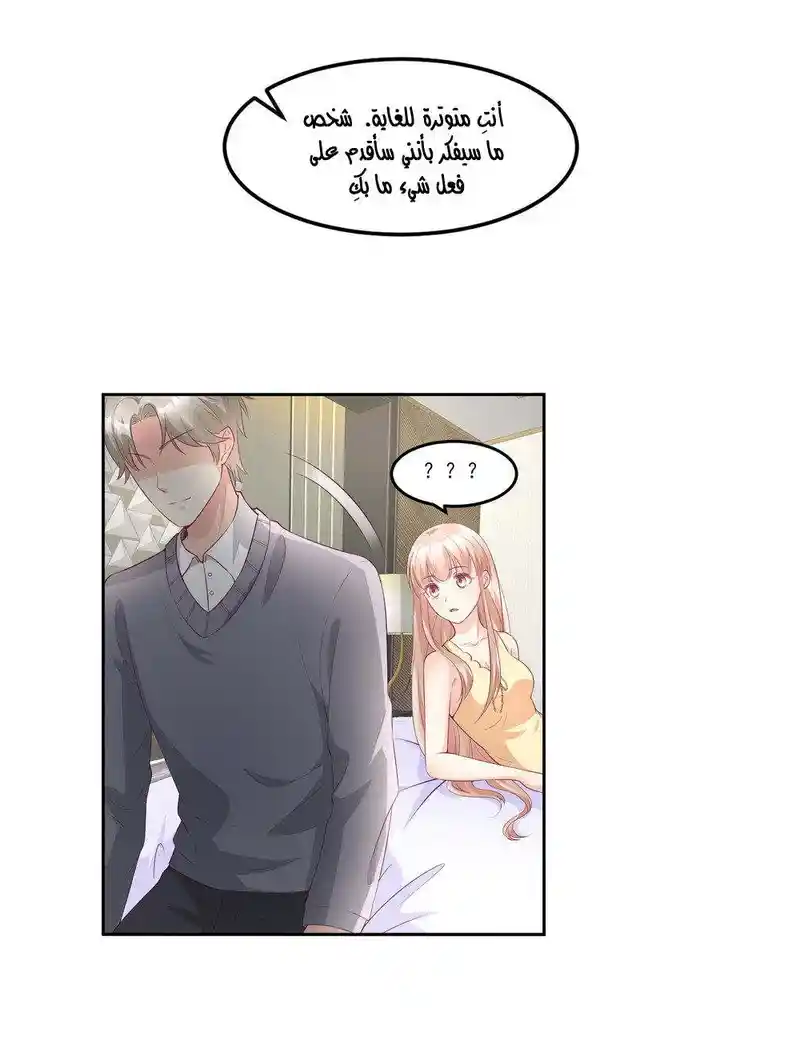 أنتِ متوترة للغاية. شخص
ما سيفكر بأنني سأقدم على
فعل شيء ما بكِ
? ? ?